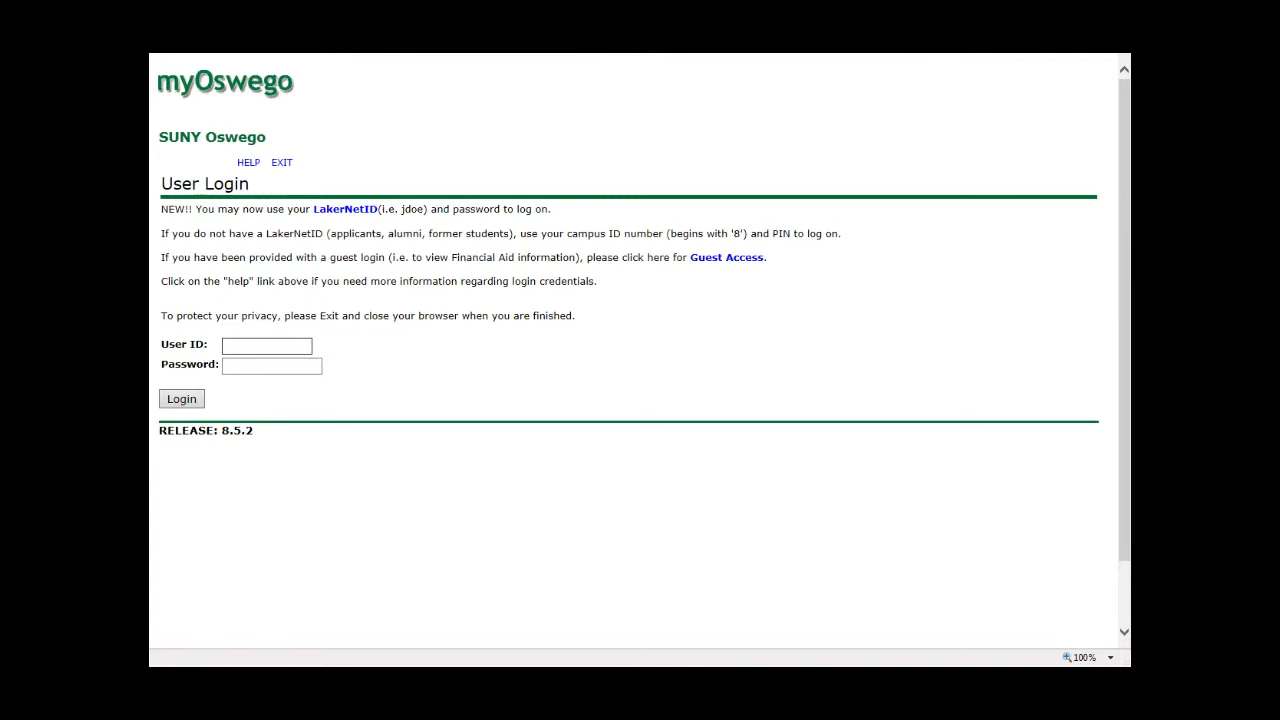 myOswego
SUNY Oswego
HELP EXIT
User Login
NEW!! You may now use your LakerNetID(i.e. jdoe) and password to log on.
If you do not have a LakerNetID (applicants, alumni, former students), use your campus ID number (begins with '8') and PIN to log on.
If you have been provided with a guest login (i.e. to view Financial Aid information), please click here for Guest Access.
Click on the "help" link above if you need more information regarding login credentials.
To protect your privacy, please Exit and close your browser when you are finished.
User ID:
Password:
Login
RELEASE: 8.5.2
100%